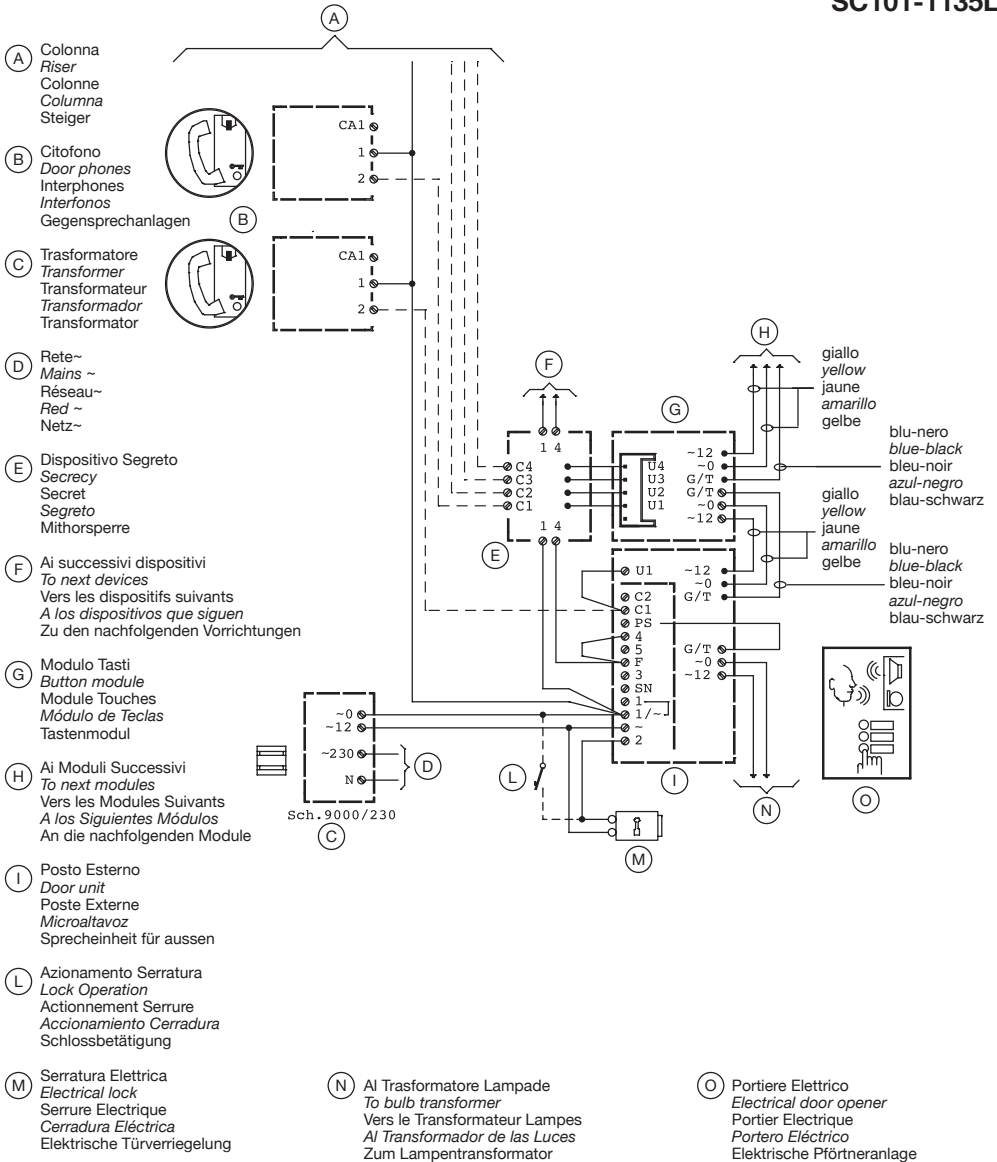 SC101-1135L
A
A Colonna
Riser
Colonne
Columna
Steiger
B Citofono
Door phones
Interphones
Interfonos
Gegensprechanlagen
C Trasformatore
Transformer
Transformateur
Transformador
Transformator
D Rete~
Mains ~
Réseau~
Red ~
Netz~
E Dispositivo Segreto
Secrecy
Secret
Segreto
Mithorsperre
F Ai successivi dispositivi
To next devices
Vers les dispositifs suivants
A los dispositivos que siguen
Zu den nachfolgenden Vorrichtungen
G Modulo Tasti
Button module
Module Touches
Módulo de Teclas
Tastenmodul
H Ai Moduli Successivi
To next modules
Vers les Modules Suivants
A los Siguientes Módulos
An die nachfolgenden Module
I Posto Esterno
Door unit
Poste Externe
Microaltavoz
Sprecheinheit für aussen
L Azionamento Serratura
Lock Operation
Actionnement Serrure
Accionamiento Cerradura
Schlossbetätigung
M Serratura Elettrica
Electrical lock
Serrure Electrique
Cerradura Eléctrica
Elektrische Türverriegelung
N Al Trasformatore Lampade
To bulb transformer
Vers le Transformateur Lampes
Al Transformador de las Luces
Zum Lampentransformator
O Portiere Elettrico
Electrical door opener
Portier Electrique
Portero Eléctrico
Elektrische Pförtneranlage
CA1
1
2
B
CA1
1
2
F
1 4
C4
C3
C2
C1
1 4
E
G
U4
U3
U2
U1
~12
~0
G/T
G/T
~0
~12
H
giallo
yellow
jaune
amarillo
gelbe
blu-nero
blue-black
bleu-noir
azul-negro
blau-schwarz
giallo
yellow
jaune
amarillo
gelbe
blu-nero
blue-black
bleu-noir
azul-negro
blau-schwarz
U1
C2
C1
PS
4
5
F
3
SN
1
1/~
~
2
~12
~0
G/T
G/T
~0
~12
I
N
O
~0
~12
~230
N
D
Sch.9000/230
C
L
M